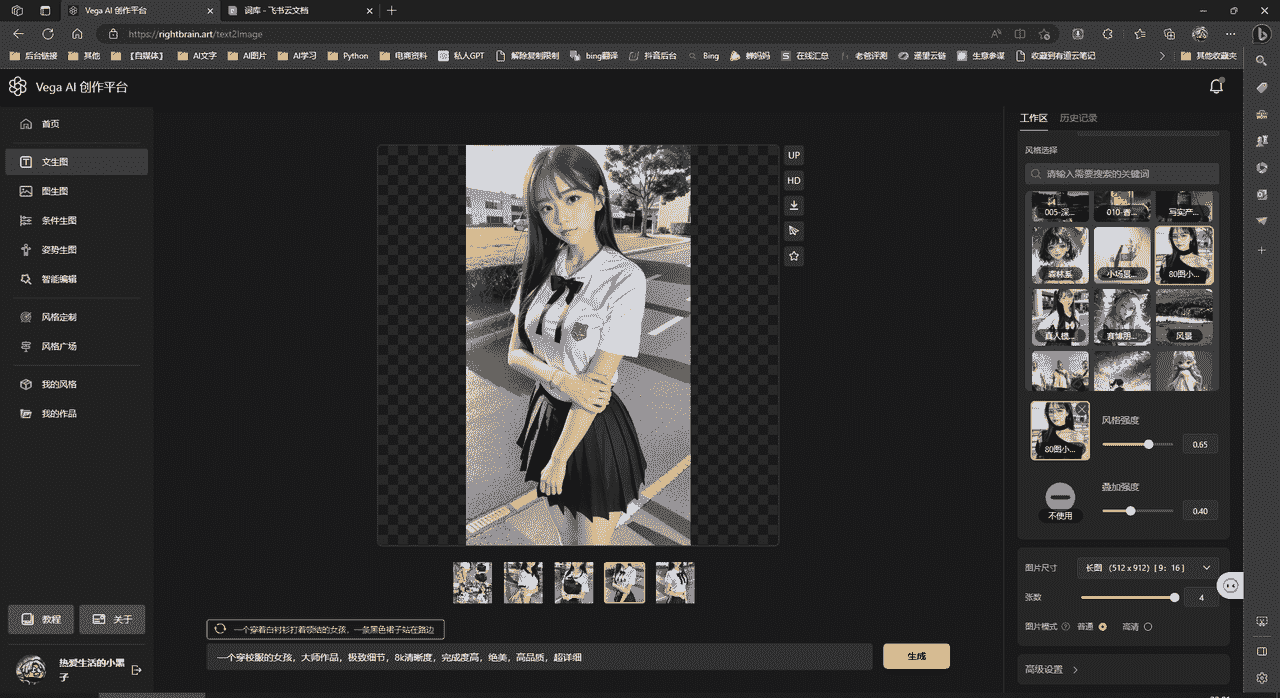 Vega AI 创作平台
词库 - 飞书云文档
https://rightbrain.art/text2Image
后台链接
其他
【自媒体】
AI文字
AI图片
AI学习
Python
电商资料
私人GPT
解除复制限制
bing翻译
抖音后台
Bing
蝉妈妈
在线汇总
老爸评测
遥望云链
生意参谋
收藏到有道云笔记
其他收藏夹
Vega AI 创作平台
首页
文生图
图生图
条件生图
姿势生图
智能编辑
风格定制
风格广场
我的风格
我的作品
教程
关于
热爱生活的小黑子
UP
HD
一个穿着白衬衫打着领结的女孩，一条黑色裙子站在路边
一个穿校服的女孩，大师作品，极致细节，8k清晰度，完成度高，绝美，高品质，超详细
生成
工作区
历史记录
风格选择
请输入需要搜索的关键词
005-深...
010-香...
写实产...
森林系
小场景...
80图小...
真人模...
赛博朋...
风景
80图小...
风格强度
0.65
不使用
叠加强度
0.40
图片尺寸
长图 (512 x 912) [ 9: 16 ]
张数
4
图片模式
普通
高清
高级设置